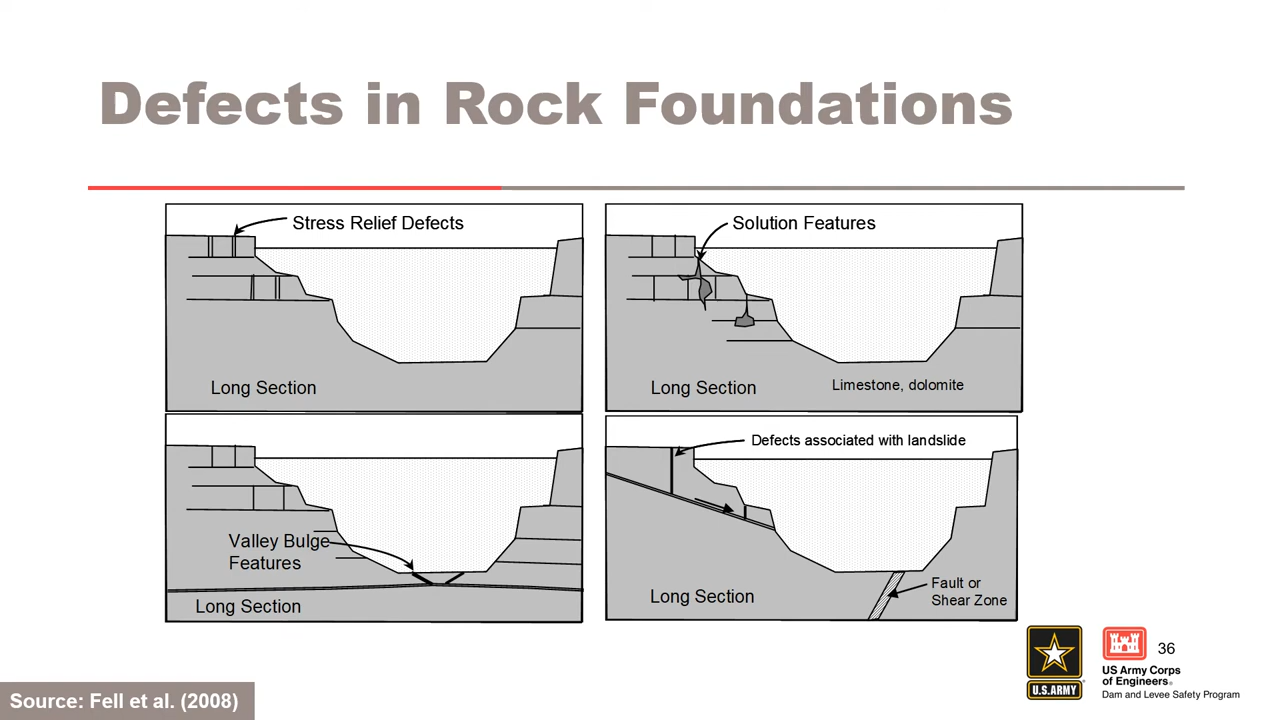 Defects in Rock Foundations
Stress Relief Defects
Long Section
Solution Features
Long Section
Limestone, dolomite
Valley Bulge
Features
Long Section
Defects associated with landslide
Long Section
Fault or
Shear Zone
U.S.ARMY
US Army Corps
of Engineers®
36
Dam and Levee Safety Program
Source: Fell et al. (2008)